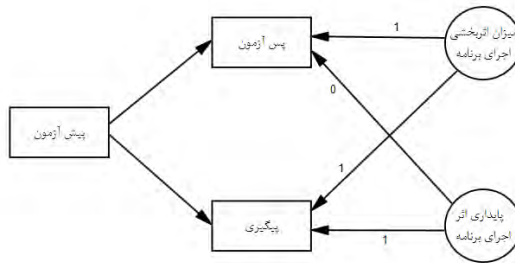 پس آزمون
1
میزان اثربخشی
اجرای برنامه
0
پیش آزمون
1
پیگیری
1
پایداری اثر
اجرای برنامه